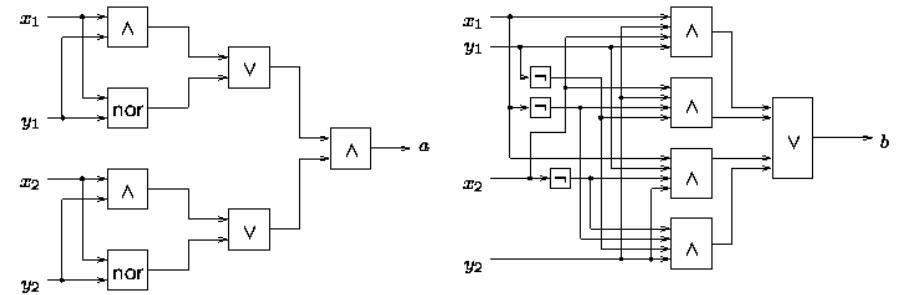 x₁ ∧
∨
y₁ nor
∧ a
x₂ ∧
∨
y₂ nor
x₁ ∧
y₁
¬
∧
¬
∨ b
x₂ ¬ ∧
∧
y₂